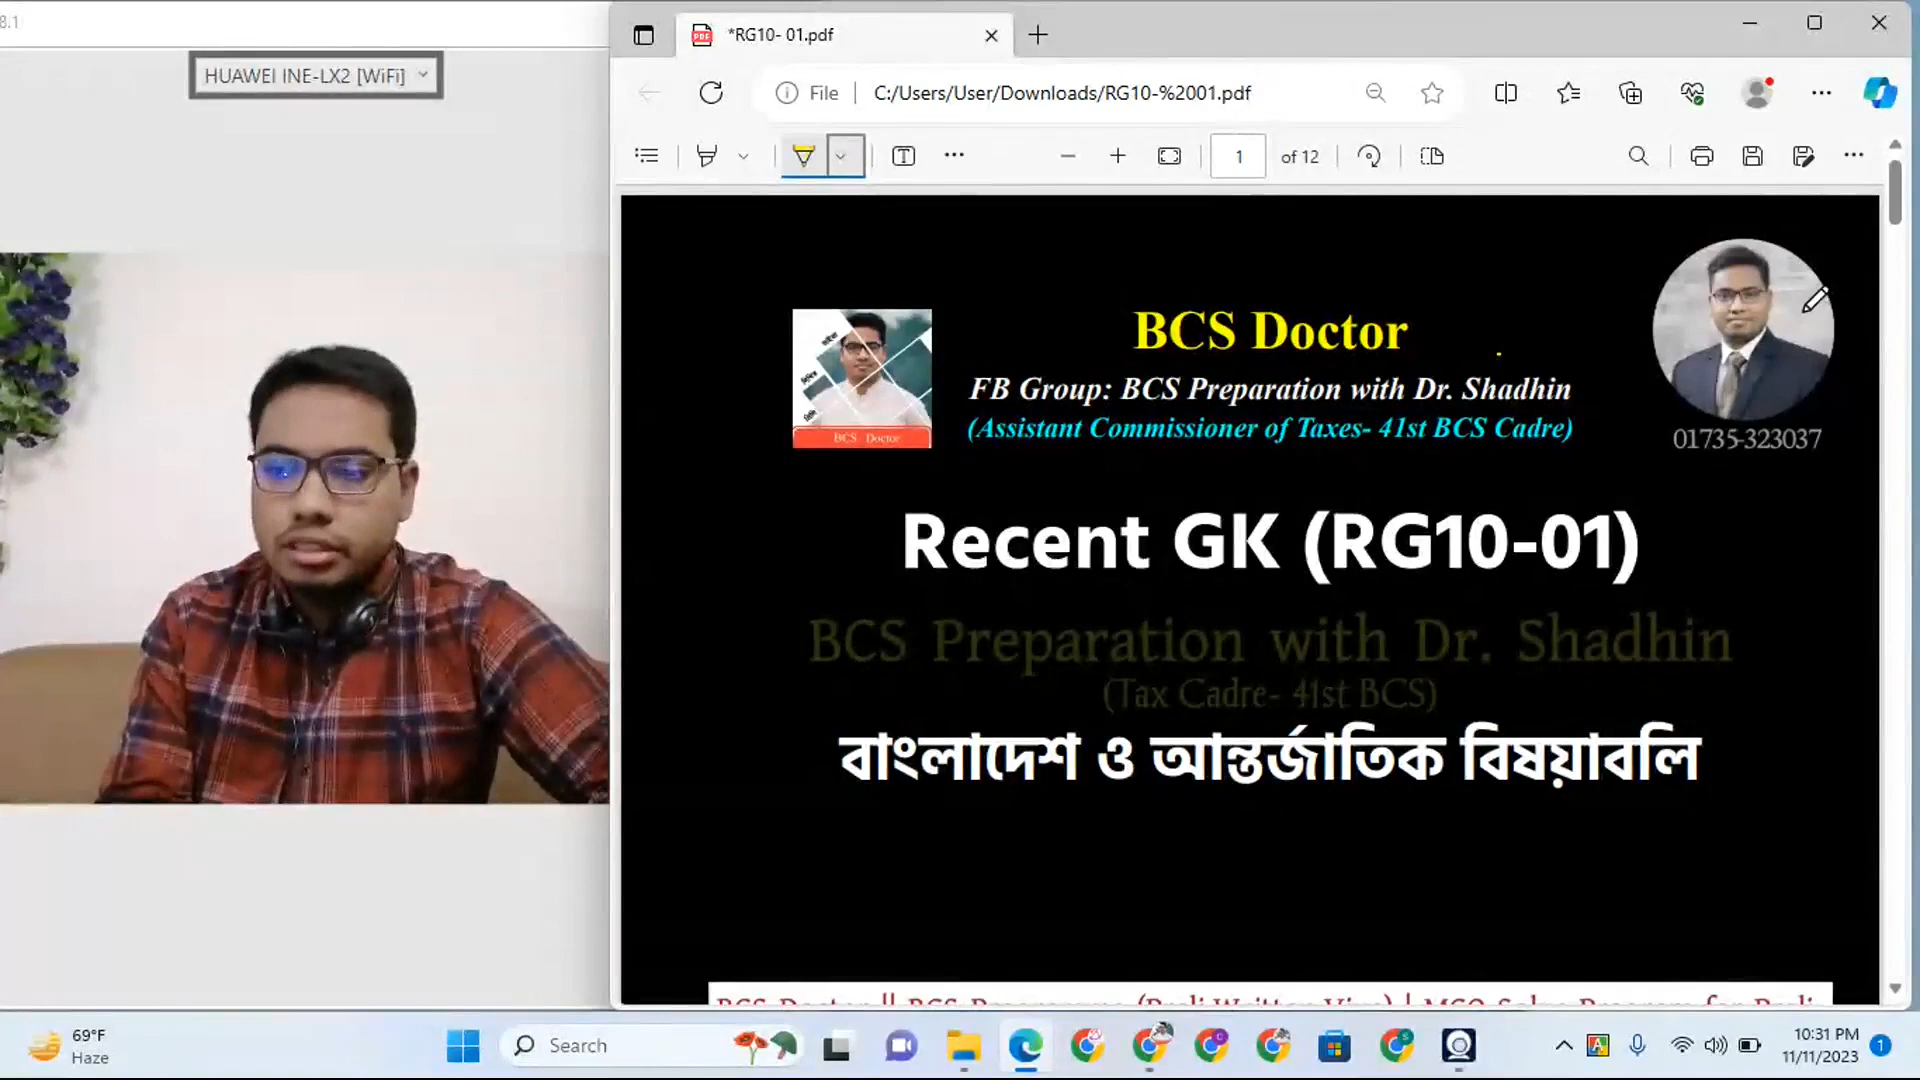 8.1
HUAWEI INE-LX2 [WiFi]
*RG10- 01.pdf
File
C:/Users/User/Downloads/RG10-%2001.pdf
1 of 12
BCS Doctor
FB Group: BCS Preparation with Dr. Shadhin
(Assistant Commissioner of Taxes- 41st BCS Cadre)
BCS Doctor
01735-323037
Recent GK (RG10-01)
BCS Preparation with Dr. Shadhin
(Tax Cadre- 41st BCS)
বাংলাদেশ ও আন্তর্জাতিক বিষয়াবলি
69°F
Haze
Search
10:31 PM
11/11/2023
1